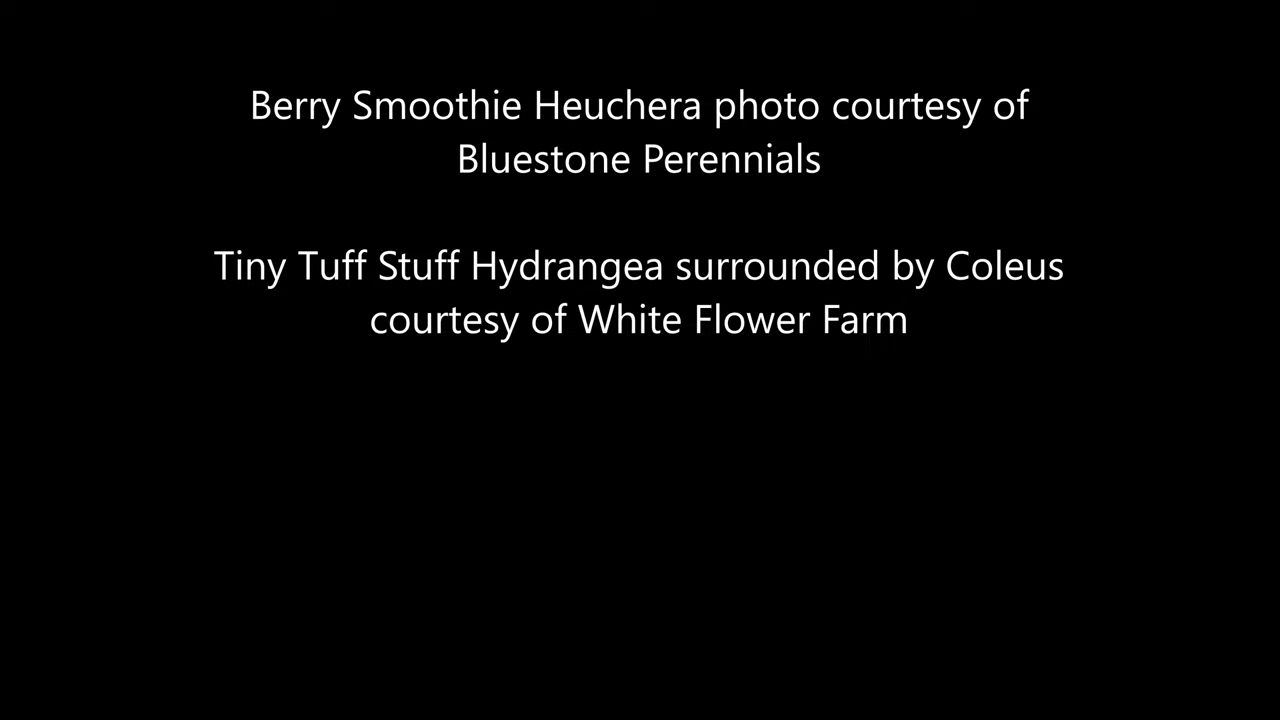 Berry Smoothie Heuchera photo courtesy of
Bluestone Perennials
Tiny Tuff Stuff Hydrangea surrounded by Coleus
courtesy of White Flower Farm